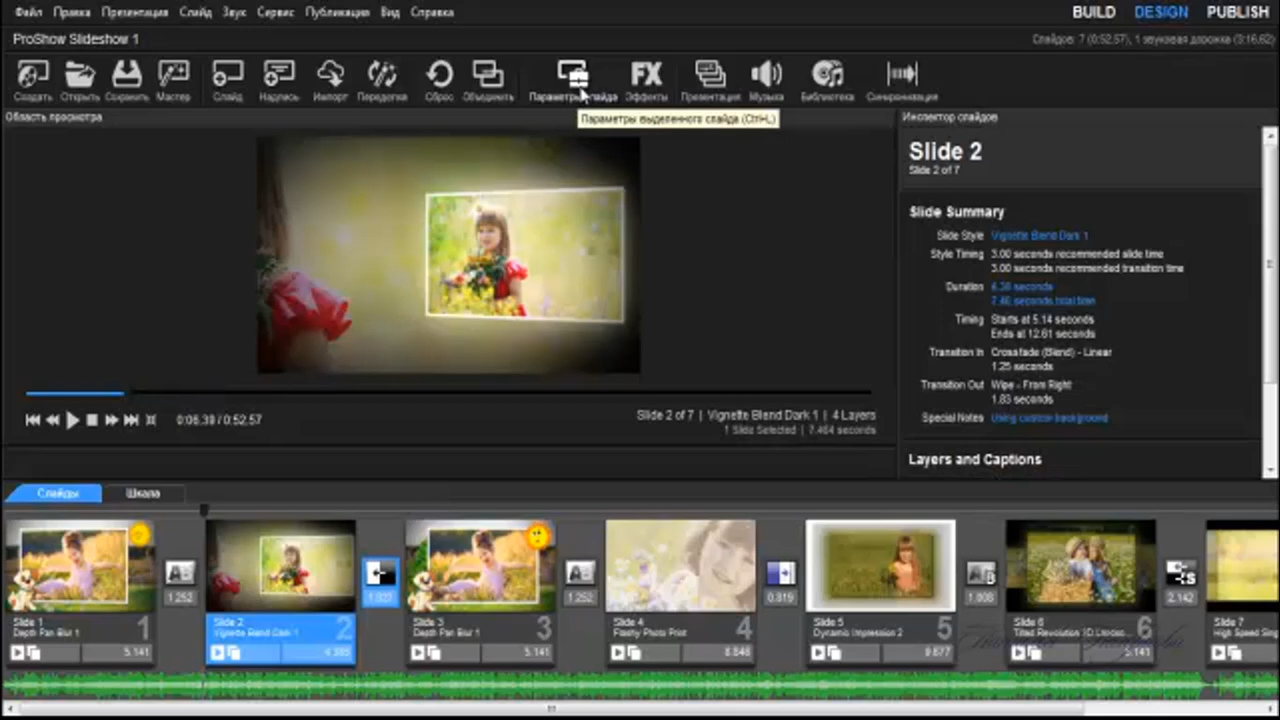 Файл Правка Презентация Слайд Звук Сервис Публикация Вид Справка
BUILD DESIGN PUBLISH
ProShow Slideshow 1
Слайдов: 7 (0:52,57), 1 звуковая дорожка (3:16,62)
Создать Открыть Сохранить Мастер Слайд Надпись Импорт Переделка Сброс Объединить Параметры слайда Эффекты Презентация Музыка Библиотека Синхронизация
Параметры выделенного слайда (Ctrl+L)
Область просмотра
Инспектор слайдов
Slide 2
Slide 2 of 7
Slide Summary
Slide Style Vignette Blend Dark 1
Style Timing 3.00 seconds recommended slide time
3.00 seconds recommended transition time
Duration
7.46 seconds total time
Timing Starts at 5.14 seconds
Ends at 12.61 seconds
Transition In Crossfade (Blend) - Linear
1.25 seconds
Transition Out Wipe - From Right
1.83 seconds
Special Notes Using custom background
Layers and Captions
0:06,39 / 0:52,57
Slide 2 of 7 | Vignette Blend Dark 1 | 4 Layers
1 Slide Selected | 7.464 seconds
Слайды Шкала
A B
1.252
1.252
0.819
1.008
2.142
Slide 1
Depth Pan Blur 1
1
5.141
Slide 2
Vignette Blend Dark 1
2
Slide 3
Depth Pan Blur 1
3
5.141
Slide 4
Flashy Photo Print
4
8.848
Slide 5
Dynamic Impression 2
5
9.677
Slide 6
6
5.141
Slide 7